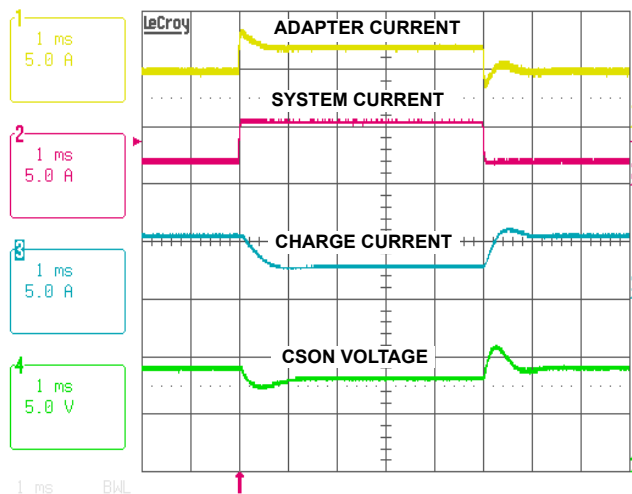 LeCroy
1
1 ms
5.0 A
ADAPTER CURRENT
SYSTEM CURRENT
2
1 ms
5.0 A
3
1 ms
5.0 A
CHARGE CURRENT
4
1 ms
5.0 V
CSON VOLTAGE
1 ms BWL